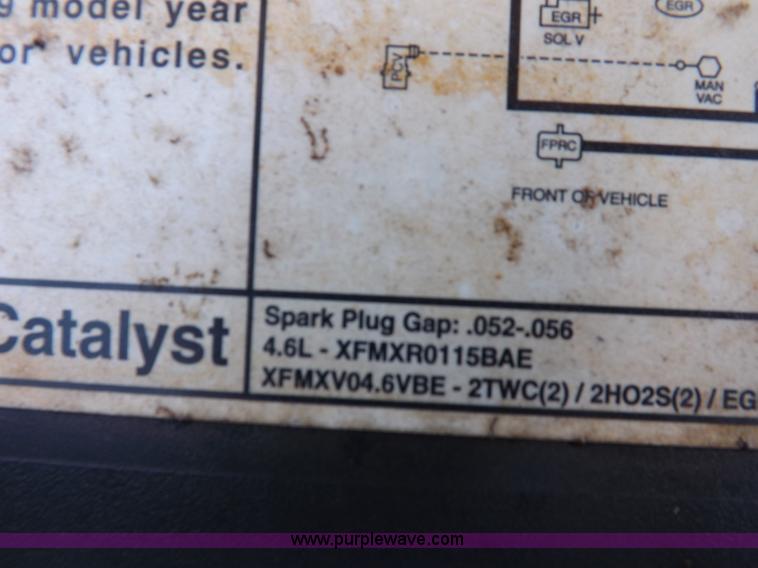 model year
or vehicles.
EGR
SOL V
EGR
PCV
MAN
VAC
FPRC
FRONT OF VEHICLE
Catalyst
Spark Plug Gap: .052-.056
4.6L - XFMXR0115BAE
XFMXV04.6VBE - 2TWC(2) / 2HO2S(2) / EG
www.purplewave.com